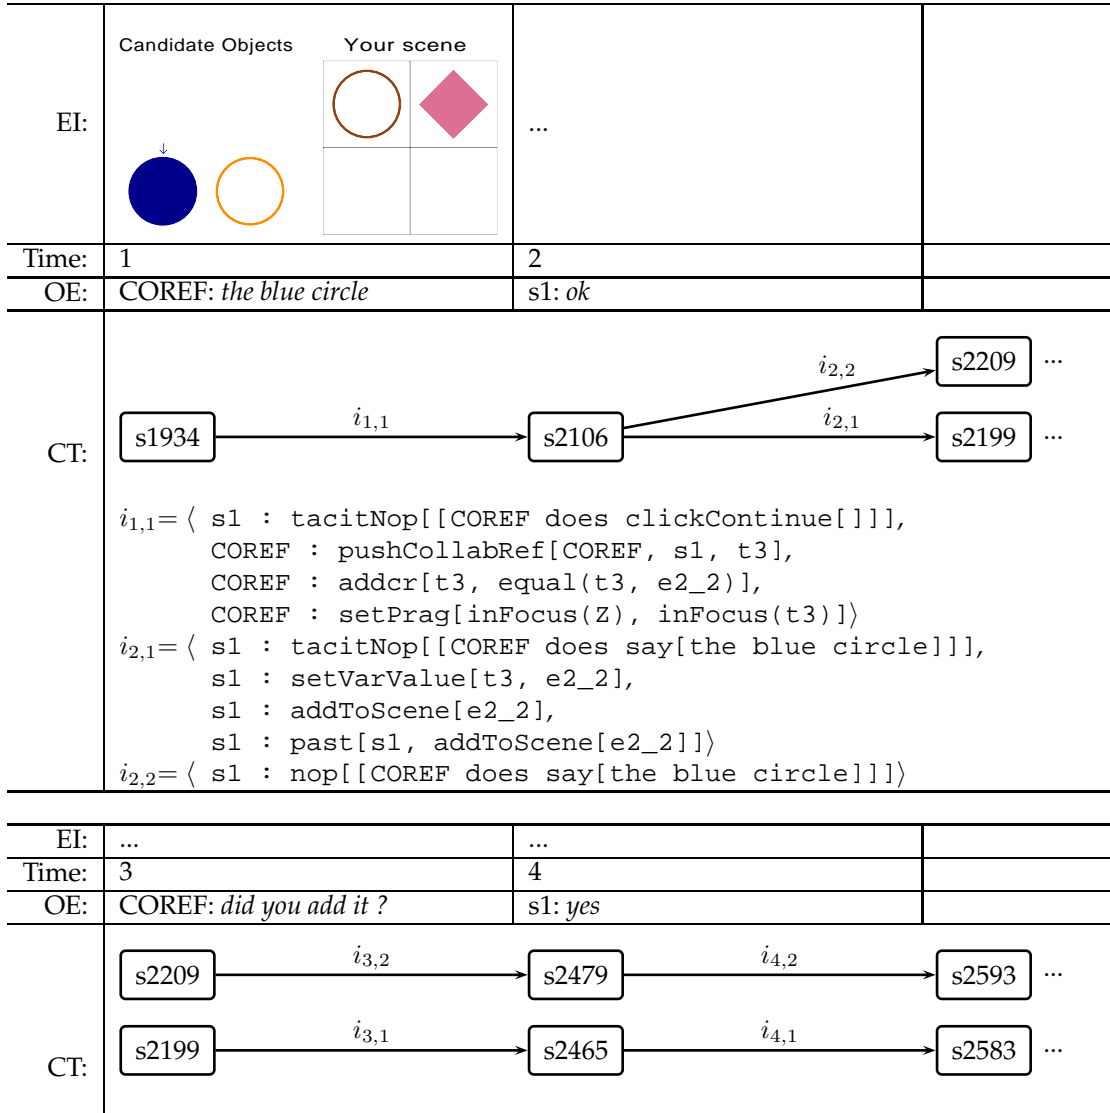 Candidate Objects Your scene
EI: ...
↓
Time: 1 2
OE: COREF: the blue circle s1: ok
s2209 ...
i2,2
i1,1 i2,1
s1934 s2106 s2199 ...
CT:
i1,1=⟨ s1 : tacitNop[[COREF does clickContinue[]]],
COREF : pushCollabRef[COREF, s1, t3],
COREF : addcr[t3, equal(t3, e2_2)],
COREF : setPrag[inFocus(Z), inFocus(t3)]⟩
i2,1=⟨ s1 : tacitNop[[COREF does say[the blue circle]]],
s1 : setVarValue[t3, e2_2],
s1 : addToScene[e2_2],
s1 : past[s1, addToScene[e2_2]]⟩
i2,2=⟨ s1 : nop[[COREF does say[the blue circle]]]⟩
EI: ... ...
Time: 3 4
OE: COREF: did you add it ? s1: yes
i3,2 i4,2
s2209 s2479 s2593 ...
i3,1 i4,1
s2199 s2465 s2583 ...
CT: